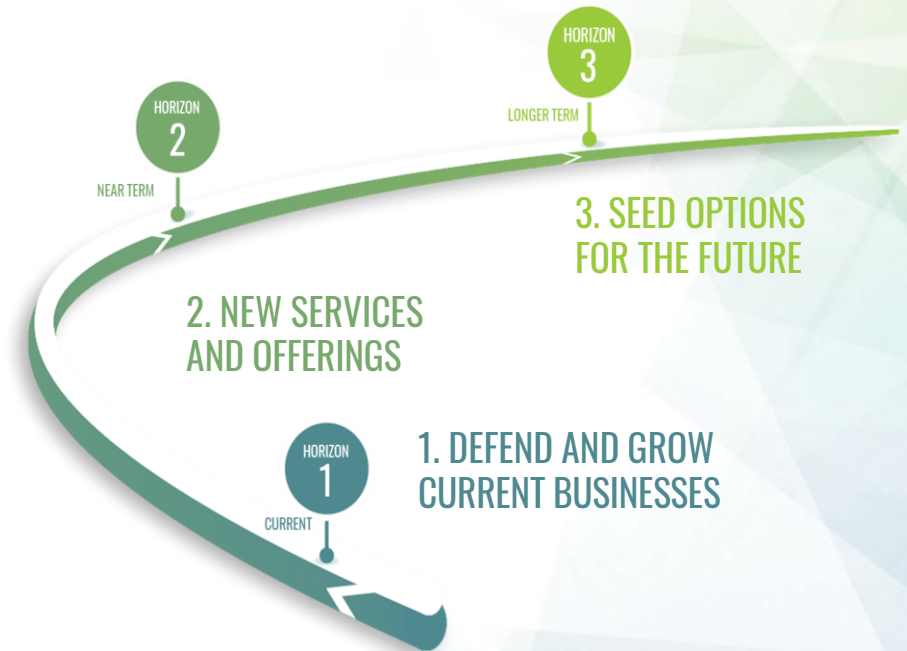 HORIZON
3
LONGER TERM
HORIZON
2
NEAR TERM
3. SEED OPTIONS
FOR THE FUTURE
2. NEW SERVICES
AND OFFERINGS
HORIZON
1
CURRENT
1. DEFEND AND GROW
CURRENT BUSINESSES